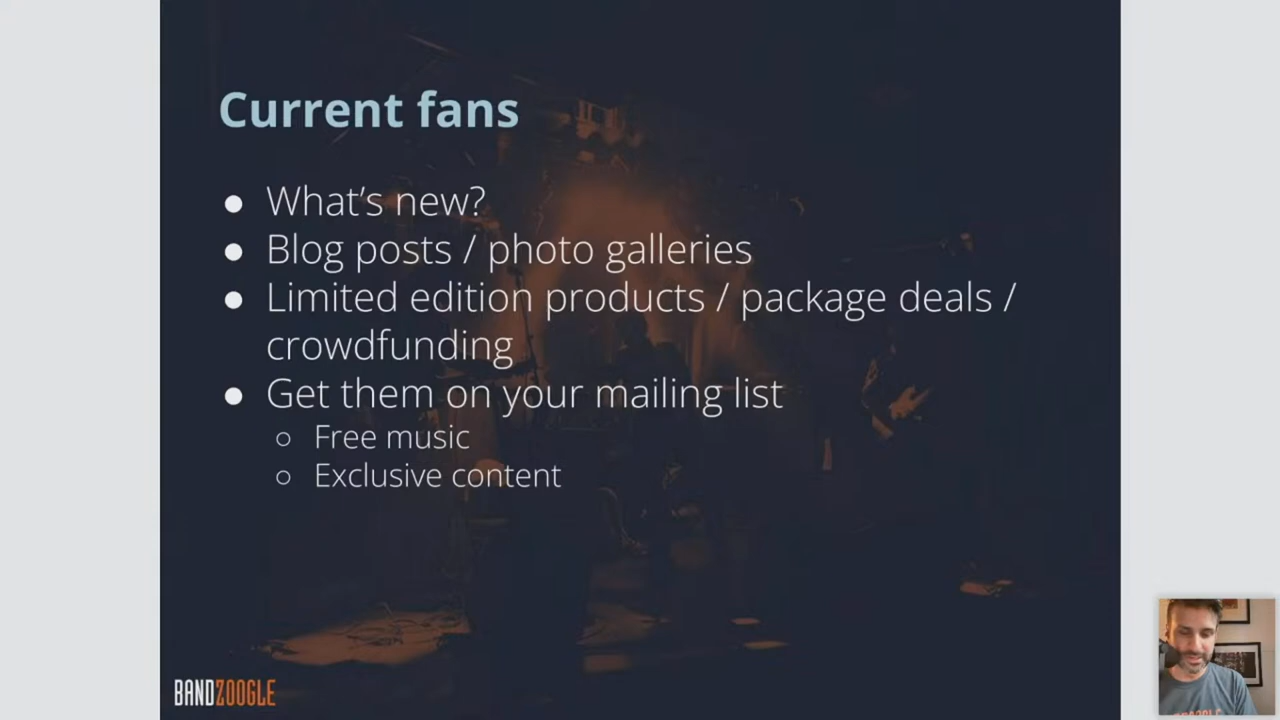 Current fans
● What's new?
● Blog posts / photo galleries
● Limited edition products / package deals /
crowdfunding
● Get them on your mailing list
○ Free music
○ Exclusive content
BANDZOOGLE